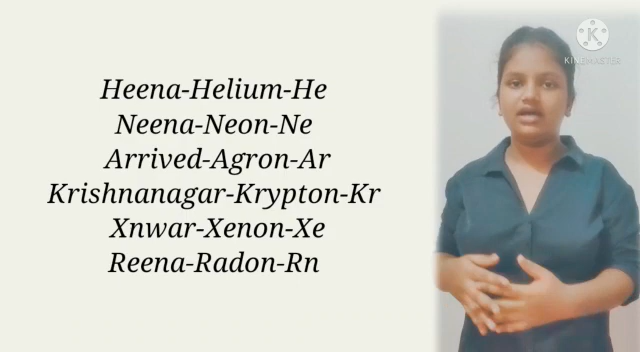 Heena-Helium-He
Neena-Neon-Ne
Arrived-Agron-Ar
Krishnanagar-Krypton-Kr
Xnwar-Xenon-Xe
Reena-Radon-Rn
K
KINEMASTER